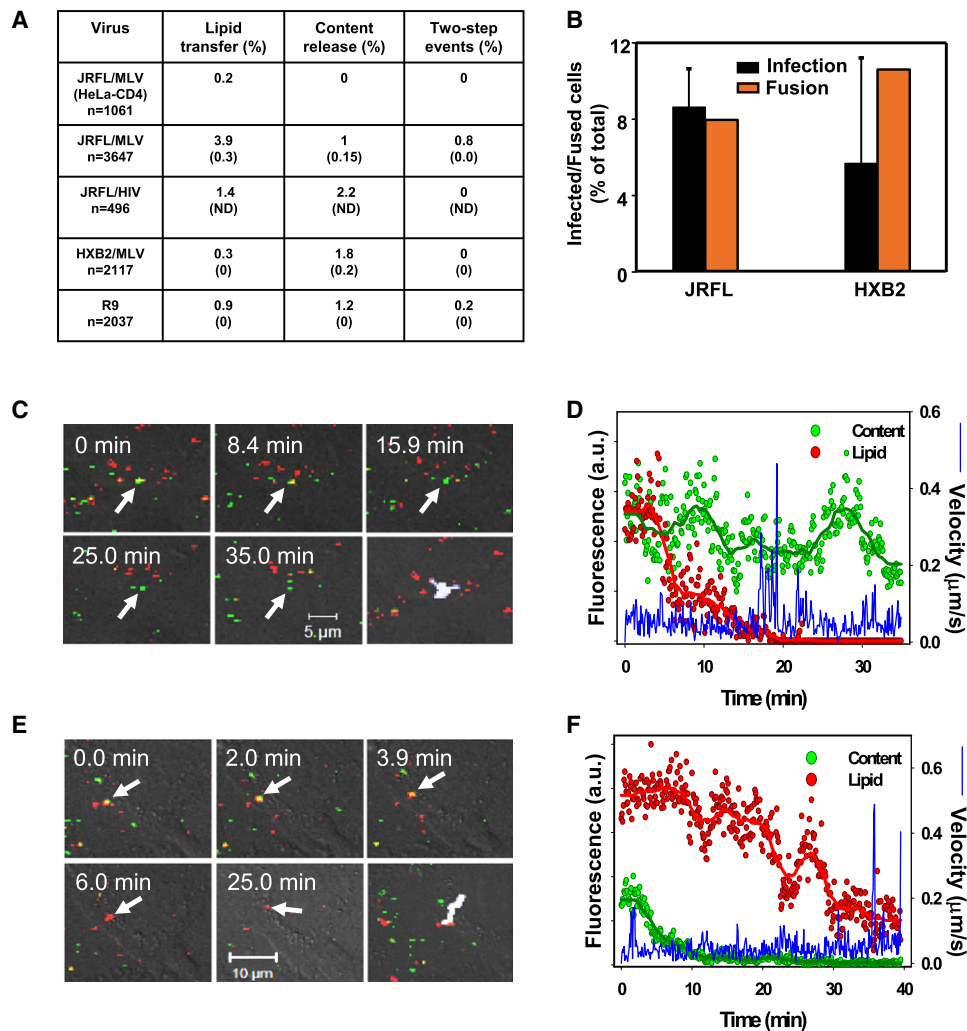 A
Virus
Lipid transfer (%)
Content release (%)
Two-step events (%)
JRFL/MLV (HeLa-CD4) n=1061
0.2
0
0
JRFL/MLV n=3647
3.9 (0.3)
1 (0.15)
0.8 (0.0)
JRFL/HIV n=496
1.4 (ND)
2.2 (ND)
0 (ND)
HXB2/MLV n=2117
0.3 (0)
1.8 (0.2)
0 (0)
R9 n=2037
0.9 (0)
1.2 (0)
0.2 (0)
B
Infected/Fused cells (% of total)
12
8
4
0
Infection
Fusion
JRFL
HXB2
C
0 min
8.4 min
15.9 min
25.0 min
35.0 min
5 µm
D
Fluorescence (a.u.)
Content
Lipid
0.6
0.4
0.2
0.0
Velocity (µm/s)
0
10
20
30
Time (min)
E
0.0 min
2.0 min
3.9 min
6.0 min
25.0 min
10 µm
F
Fluorescence (a.u.)
Content
Lipid
0.6
0.4
0.2
0.0
Velocity (µm/s)
0
10
20
30
40
Time (min)